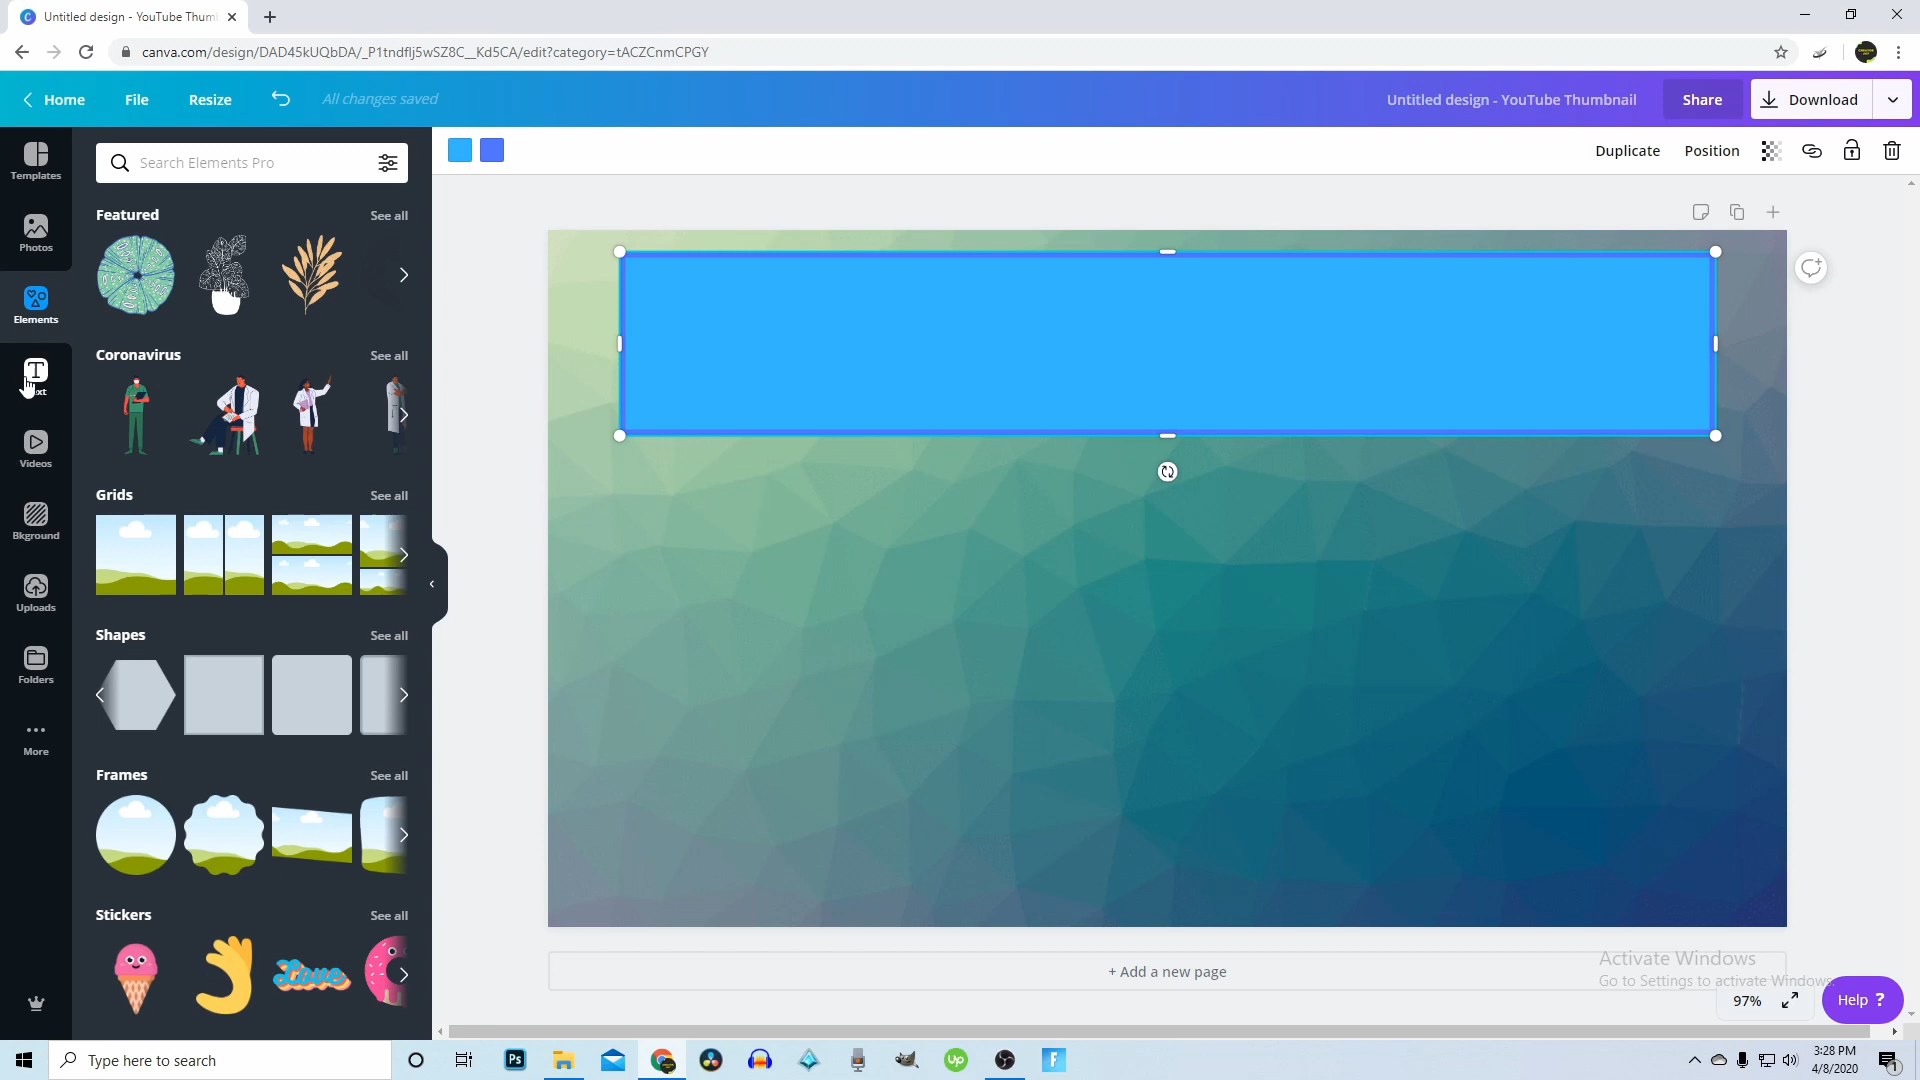 Untitled design - YouTube Thum
canva.com/design/DAD45kUQbDA/_P1tndflj5wSZ8C__Kd5CA/edit?category=tACZCnmCPGY
Home
File
Resize
All changes saved
Untitled design - YouTube Thumbnail
Share
Download
Templates
Photos
Elements
Text
Videos
Bkground
Uploads
Folders
More
Search Elements Pro
Featured
See all
Coronavirus
See all
Grids
See all
Shapes
See all
Frames
See all
Stickers
See all
Love
Duplicate
Position
+ Add a new page
Activate Windows
Go to Settings to activate Windows.
97%
Help ?
Type here to search
Ps
Up
F
3:28 PM
4/8/2020
1